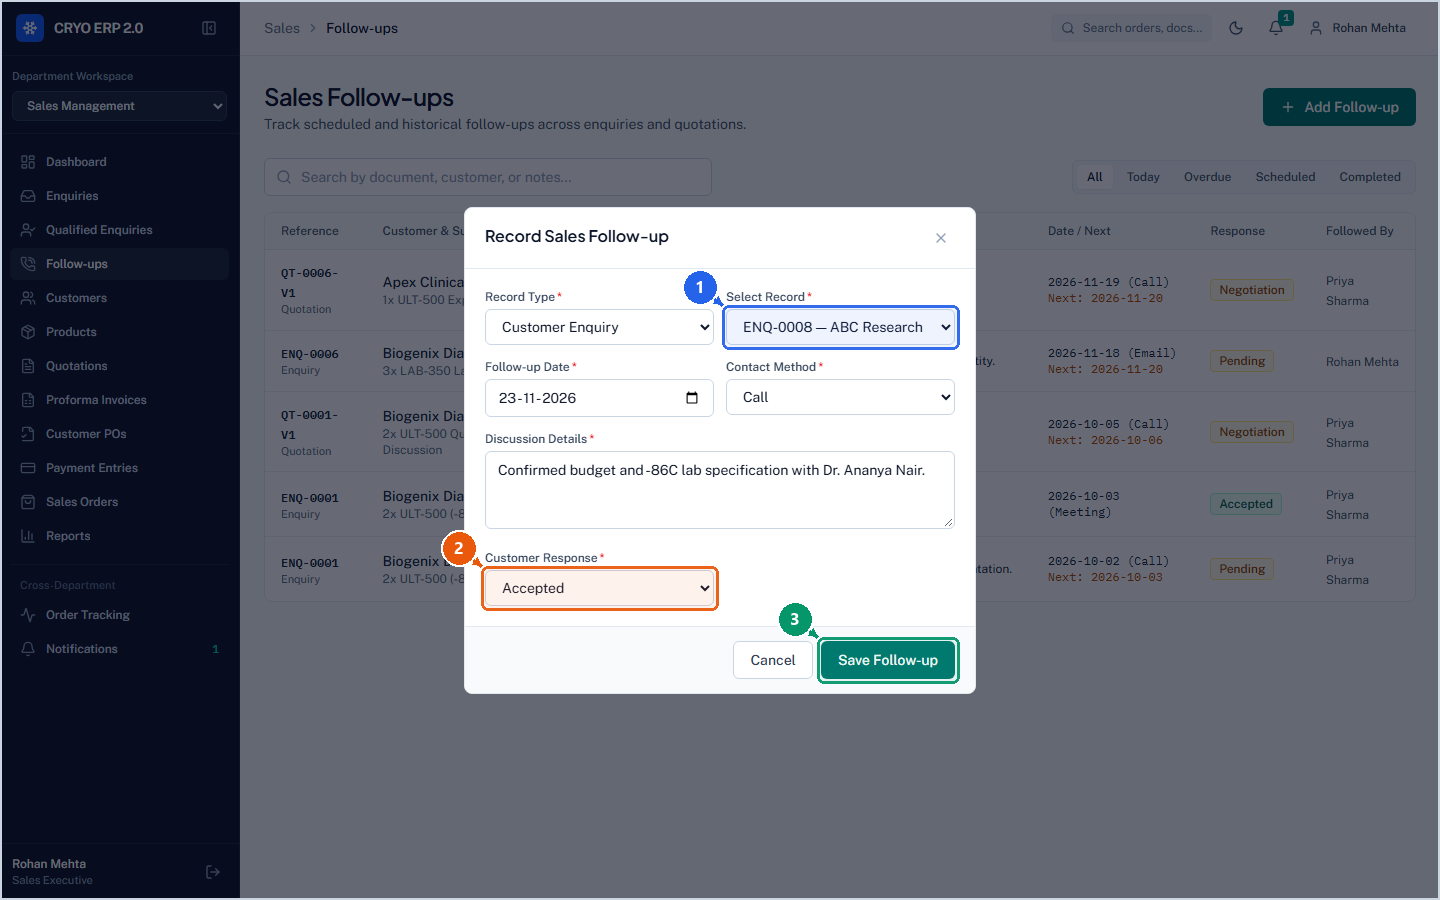 CRYO ERP 2.0
Sales > Follow-ups
Search orders, docs...
1
Rohan Mehta
Department Workspace
Sales Management
Dashboard
Enquiries
Qualified Enquiries
Follow-ups
Customers
Products
Quotations
Proforma Invoices
Customer POs
Payment Entries
Sales Orders
Reports
Cross-Department
Order Tracking
Notifications 1
Rohan Mehta
Sales Executive
Sales Follow-ups
Track scheduled and historical follow-ups across enquiries and quotations.
Add Follow-up
Search by document, customer, or notes...
All Today Overdue Scheduled Completed
Reference Customer & Date / Next Response Followed By
QT-0006-V1
Quotation
Apex Clinica
1x ULT-500
2026-11-19 (Call)
Next: 2026-11-20
Negotiation
Priya
Sharma
ENQ-0006
Enquiry
Biogenix Dia
3x LAB-350
2026-11-18 (Email)
Next: 2026-11-20
Pending
Rohan Mehta
QT-0001-V1
Quotation
Biogenix Dia
2x ULT-500
Discussion
2026-10-05 (Call)
Next: 2026-10-06
Negotiation
Priya
Sharma
ENQ-0001
Enquiry
Biogenix Dia
2x ULT-500 (-8
2026-10-03
(Meeting)
Accepted
Priya
Sharma
ENQ-0001
Enquiry
Biogenix
2x ULT-500 (-8
tation.
2026-10-02 (Call)
Next: 2026-10-03
Pending
Priya
Sharma
Record Sales Follow-up
Record Type *
Customer Enquiry
1
Select Record *
ENQ-0008 — ABC Research
Follow-up Date *
23-11-2026
Contact Method *
Call
Discussion Details *
Confirmed budget and -86C lab specification with Dr. Ananya Nair.
2
Customer Response *
Accepted
3
Cancel
Save Follow-up